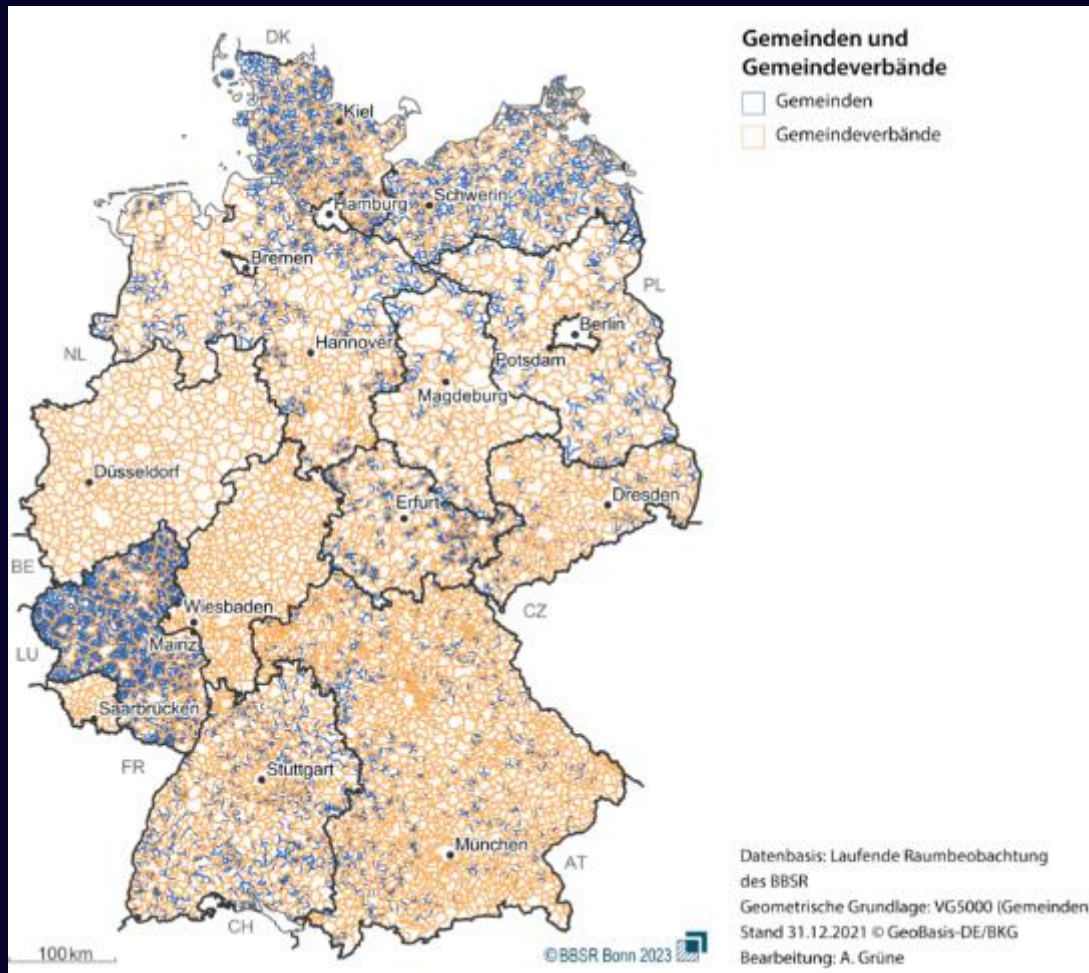 Gemeinden und
Gemeindeverbände
Gemeinden
Gemeindeverbände
DK
Kiel
Hamburg
Schwerin
Bremen
PL
Berlin
NL
Hannover
Potsdam
Magdeburg
Düsseldorf
Erfurt
Dresden
BE
CZ
Wiesbaden
LU
Mainz
Saarbrücken
FR
Stuttgart
München
AT
CH
100 km
©BBSR Bonn 2023
Datenbasis: Laufende Raumbeobachtung
des BBSR
Geometrische Grundlage: VG5000 (Gemeinden
Stand 31.12.2021 © GeoBasis-DE/BKG
Bearbeitung: A. Grüne